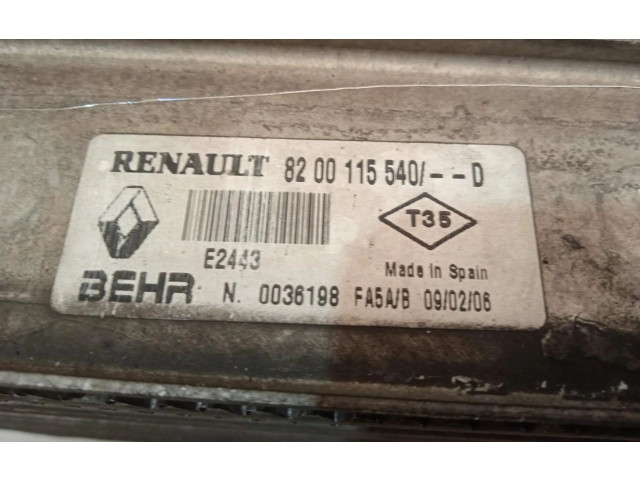 RENAULT 82 00 115 540/--D
T35
E2443
Made In Spain
BEHR N. 0036198 FA5A/B 09/02/06